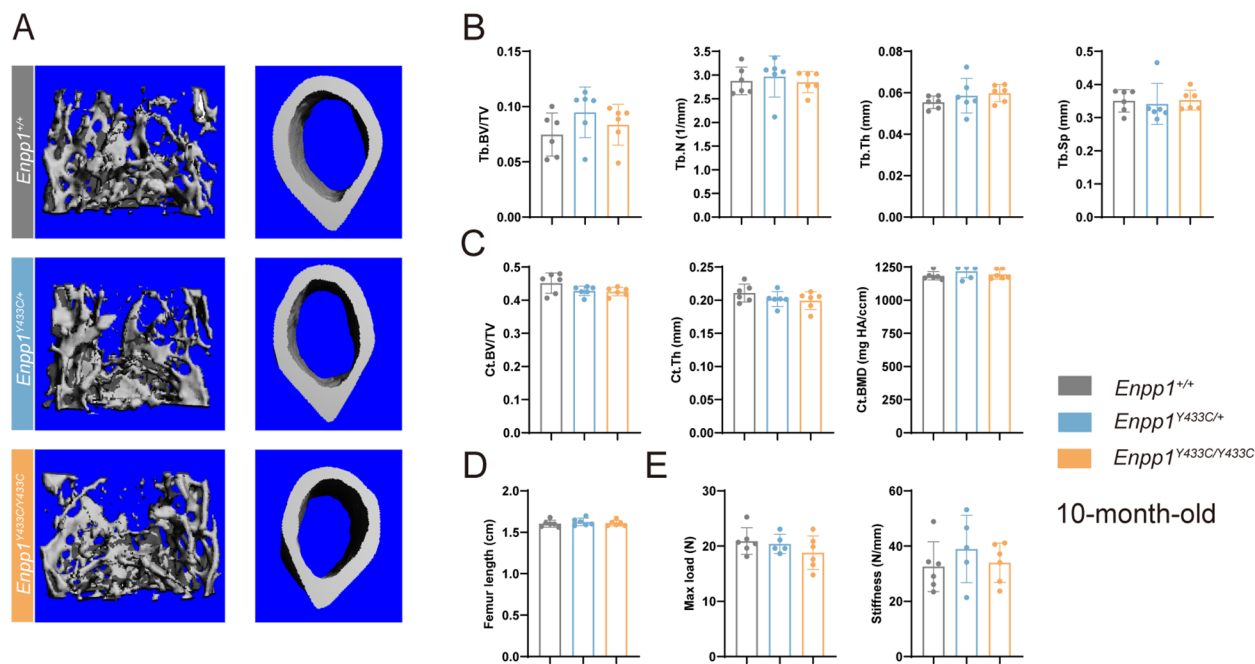 A
Enpp1+/+
Enpp1Y433C/+
Enpp1Y433C/Y433C
B
Tb.BV/TV
0.15
0.10
0.05
0.00
Tb.N (1/mm)
3.5
3.0
2.5
2.0
1.5
1.0
0.5
0.0
Tb.Th (mm)
0.08
0.06
0.04
0.02
0.00
Tb.Sp (mm)
0.5
0.4
0.3
0.2
0.1
0.0
C
Ct.BV/TV
0.5
0.4
0.3
0.2
0.1
0.0
Ct.Th (mm)
0.25
0.20
0.15
0.10
0.05
0.00
Ct.BMD (mg HA/ccm)
1250
1000
750
500
250
0
D
Femur length (cm)
2.0
1.5
1.0
0.5
0.0
E
Max load (N)
30
20
10
0
Stiffness (N/mm)
60
40
20
0
Enpp1+/+
Enpp1Y433C/+
Enpp1Y433C/Y433C
10-month-old